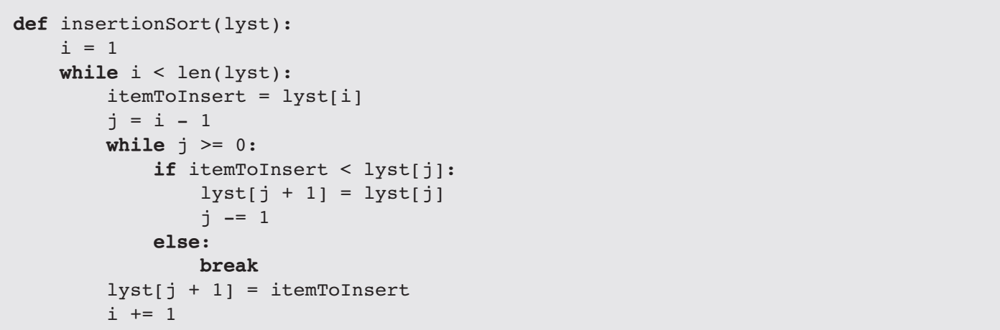 def insertionSort(lyst):
    i = 1
    while i < len(lyst):
        itemToInsert = lyst[i]
        j = i - 1
        while j >= 0:
            if itemToInsert < lyst[j]:
                lyst[j + 1] = lyst[j]
                j -= 1
            else:
                break
        lyst[j + 1] = itemToInsert
        i += 1